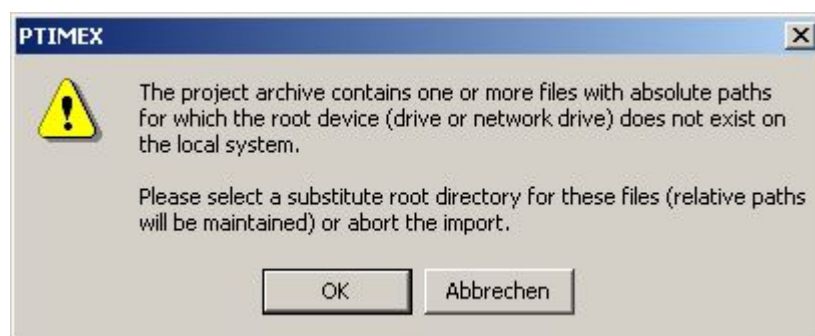 PTIMEX
The project archive contains one or more files with absolute paths
for which the root device (drive or network drive) does not exist on
the local system.
Please select a substitute root directory for these files (relative paths
will be maintained) or abort the import.
OK
Abbrechen